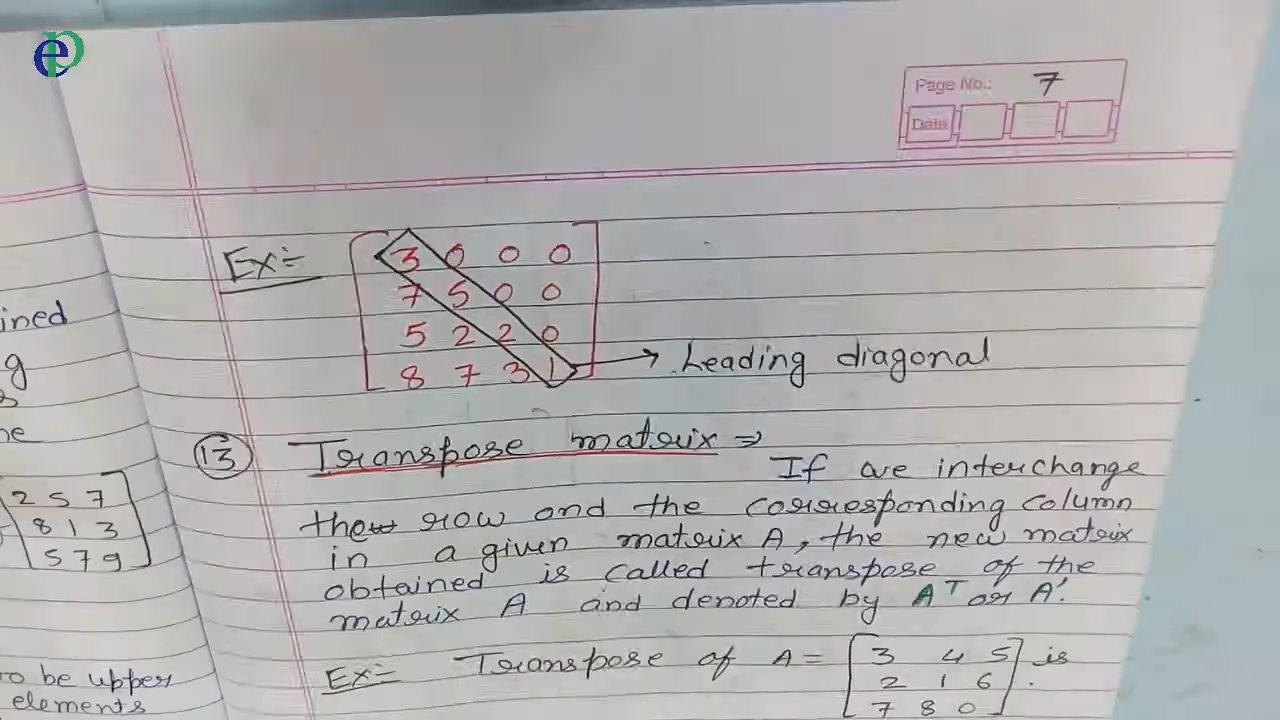 ep
Page No.: 7
Date
ined
g
ne
2 5 7
8 1 3
5 7 9
to be upper
elements
Ex:-
3 0 0 0
7 5 0 0
5 2 2 0
8 7 3 1 → Leading diagonal
13 Transpose matrix ⇒
If we interchange
the row and the corresponding column
in a given matrix A, the new matrix
obtained is called transpose of the
matrix A and denoted by Aᵀ or A'.
Ex:- Transpose of A = [3 4 5] is
2 1 6
7 8 0